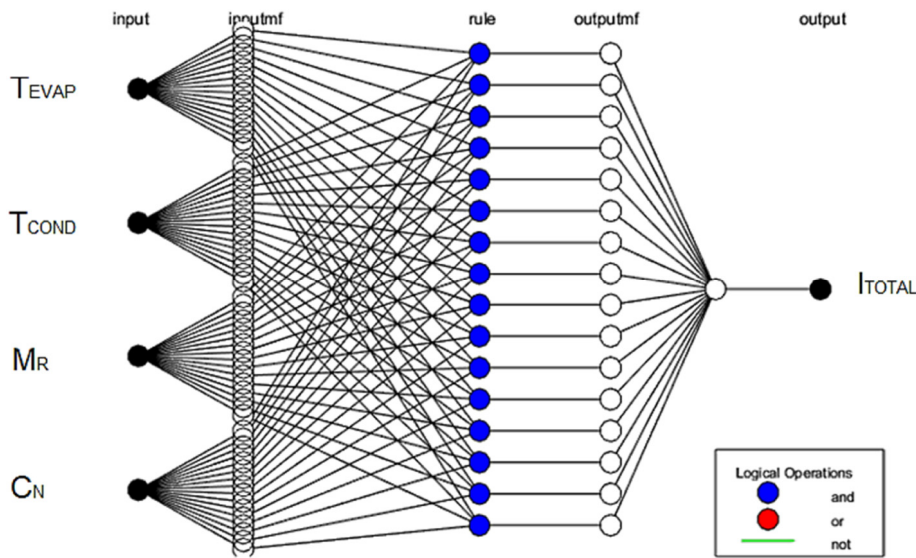 input inputmf rule outputmf output
TEVAP
TCOND
MR
CN
ITOTAL
Logical Operations
and
or
not